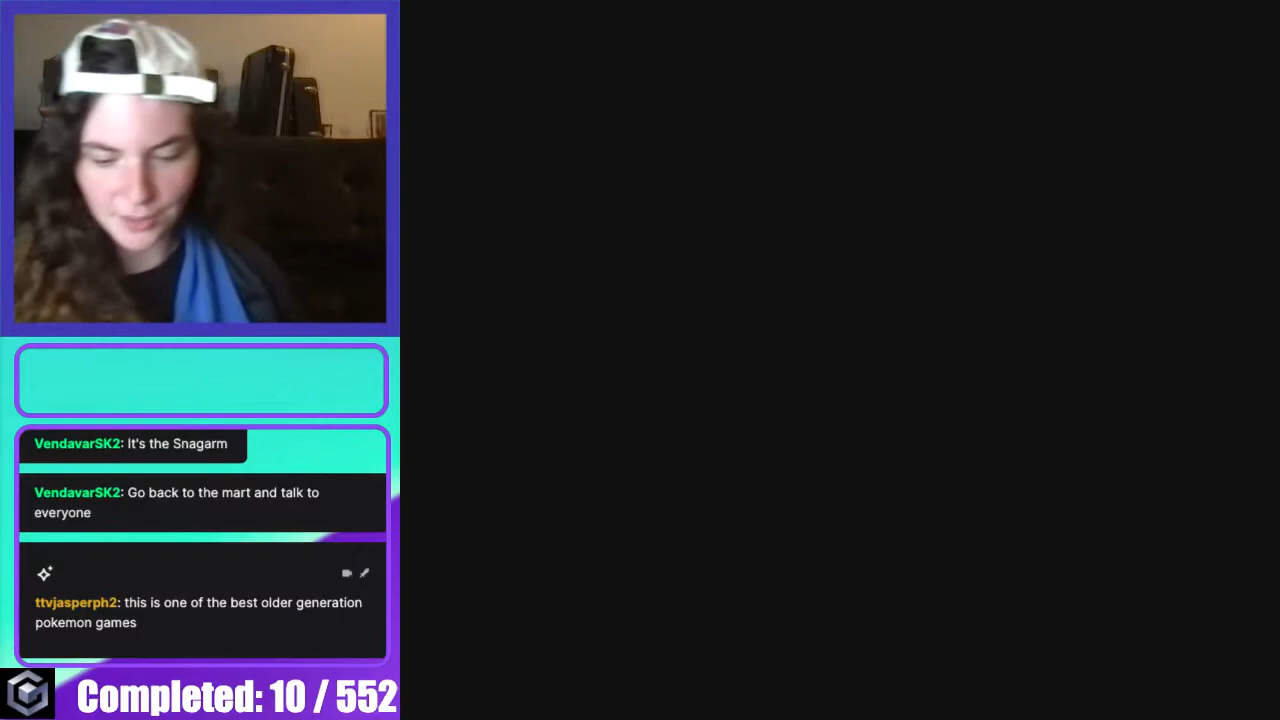 VendavarSK2: It's the Snagarm
VendavarSK2: Go back to the mart and talk to
everyone
ttvjasperph2: this is one of the best older generation
pokemon games
Completed: 10 / 552